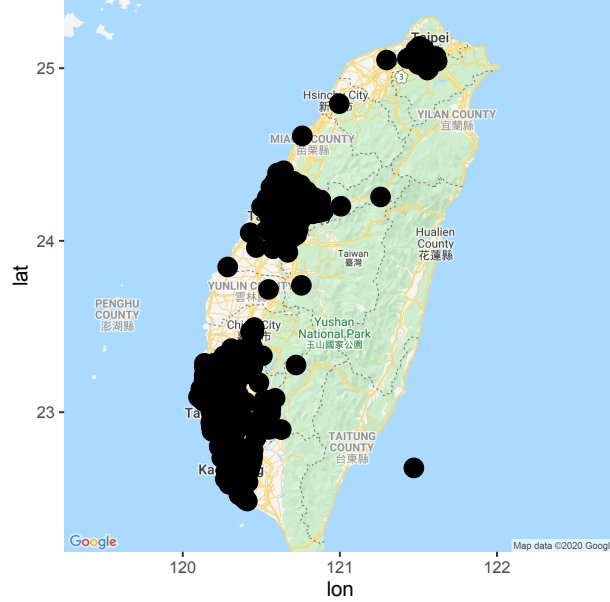 Taipei
25
3
Hsinchu City
新 市
YILAN COUNTY
宜蘭縣
COUNTY
苗栗縣
24
Hualien
County
花蓮縣
Taiwan
臺灣
YUNLIN COUNTY
雲林
PENGHU
COUNTY
澎湖縣
City
市
Yushan
National Park
玉山國家公園
23
TAITUNG
COUNTY
台東縣
lat
Google
Map data ©2020 Googl
120
121
122
lon